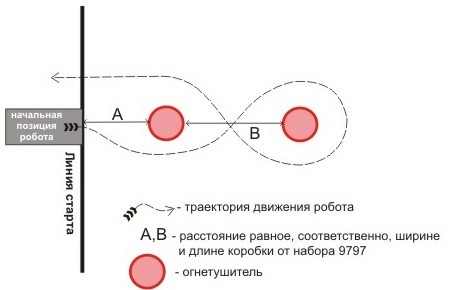 начальная
позиция
робота
Линия старта
A
B
- траектория движения робота
A,B - расстояние равное, соответственно, ширине
и длине коробки от набора 9797
- огнетушитель